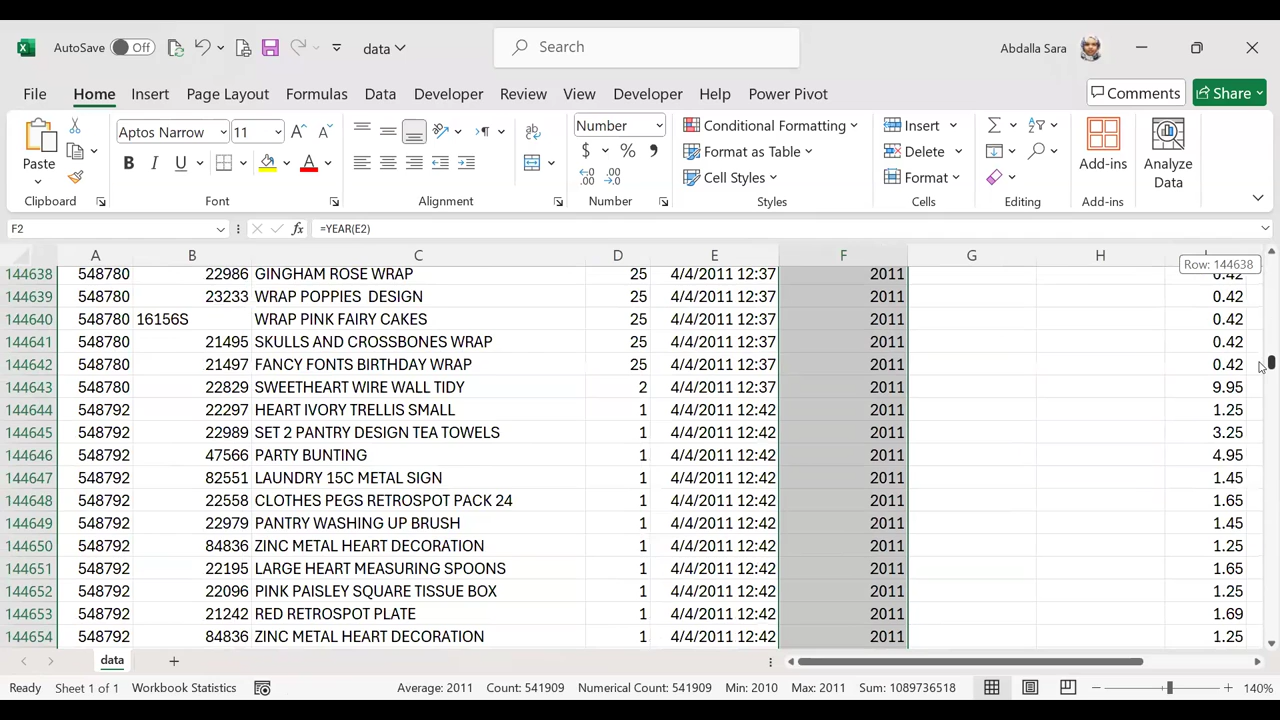 AutoSave Off data Search Abdalla Sara
File Home Insert Page Layout Formulas Data Developer Review View Developer Help Power Pivot Comments Share
Paste Aptos Narrow 11 A A ab Number Conditional Formatting Insert
B I U A $ % , Format as Table Delete Add-ins Analyze Data
Cell Styles Format
Clipboard Font Alignment Number Styles Cells Editing Add-ins
F2 fx =YEAR(E2)
A B C D E F G H Row: 144638
144638 548780 22986 GINGHAM ROSE WRAP 25 4/4/2011 12:37 2011 0.42
144639 548780 23233 WRAP POPPIES  DESIGN 25 4/4/2011 12:37 2011 0.42
144640 548780 16156S WRAP PINK FAIRY CAKES 25 4/4/2011 12:37 2011 0.42
144641 548780 21495 SKULLS AND CROSSBONES WRAP 25 4/4/2011 12:37 2011 0.42
144642 548780 21497 FANCY FONTS BIRTHDAY WRAP 25 4/4/2011 12:37 2011 0.42
144643 548780 22829 SWEETHEART WIRE WALL TIDY 2 4/4/2011 12:37 2011 9.95
144644 548792 22297 HEART IVORY TRELLIS SMALL 1 4/4/2011 12:42 2011 1.25
144645 548792 22989 SET 2 PANTRY DESIGN TEA TOWELS 1 4/4/2011 12:42 2011 3.25
144646 548792 47566 PARTY BUNTING 1 4/4/2011 12:42 2011 4.95
144647 548792 82551 LAUNDRY 15C METAL SIGN 1 4/4/2011 12:42 2011 1.45
144648 548792 22558 CLOTHES PEGS RETROSPOT PACK 24 1 4/4/2011 12:42 2011 1.65
144649 548792 22979 PANTRY WASHING UP BRUSH 1 4/4/2011 12:42 2011 1.45
144650 548792 84836 ZINC METAL HEART DECORATION 1 4/4/2011 12:42 2011 1.25
144651 548792 22195 LARGE HEART MEASURING SPOONS 1 4/4/2011 12:42 2011 1.65
144652 548792 22096 PINK PAISLEY SQUARE TISSUE BOX 1 4/4/2011 12:42 2011 1.25
144653 548792 21242 RED RETROSPOT PLATE 1 4/4/2011 12:42 2011 1.69
144654 548792 84836 ZINC METAL HEART DECORATION 1 4/4/2011 12:42 2011 1.25
data
Ready Sheet 1 of 1 Workbook Statistics Average: 2011 Count: 541909 Numerical Count: 541909 Min: 2010 Max: 2011 Sum: 1089736518 140%